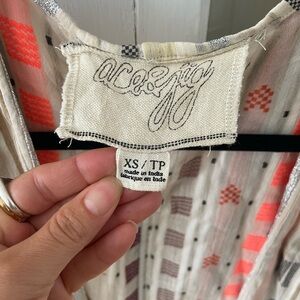 ace&jig
XS / TP
made in India
fabriqué en Inde